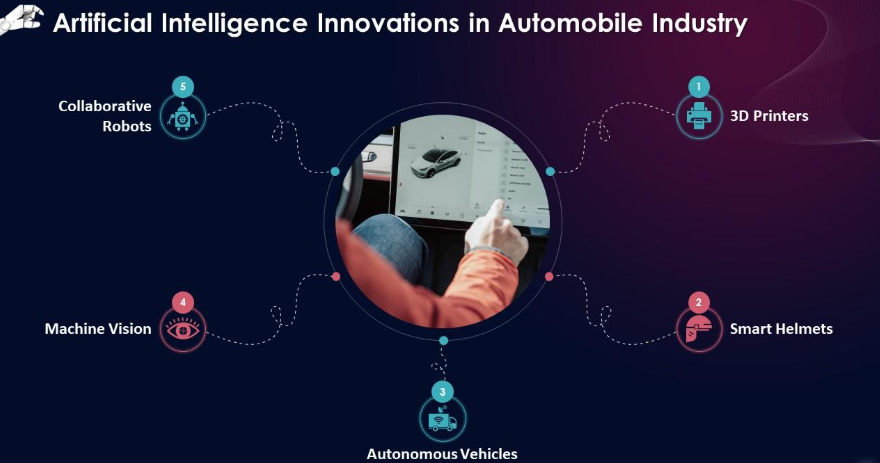 Artificial Intelligence Innovations in Automobile Industry
1
3D Printers
2
Smart Helmets
3
Autonomous Vehicles
4
Machine Vision
5
Collaborative
Robots